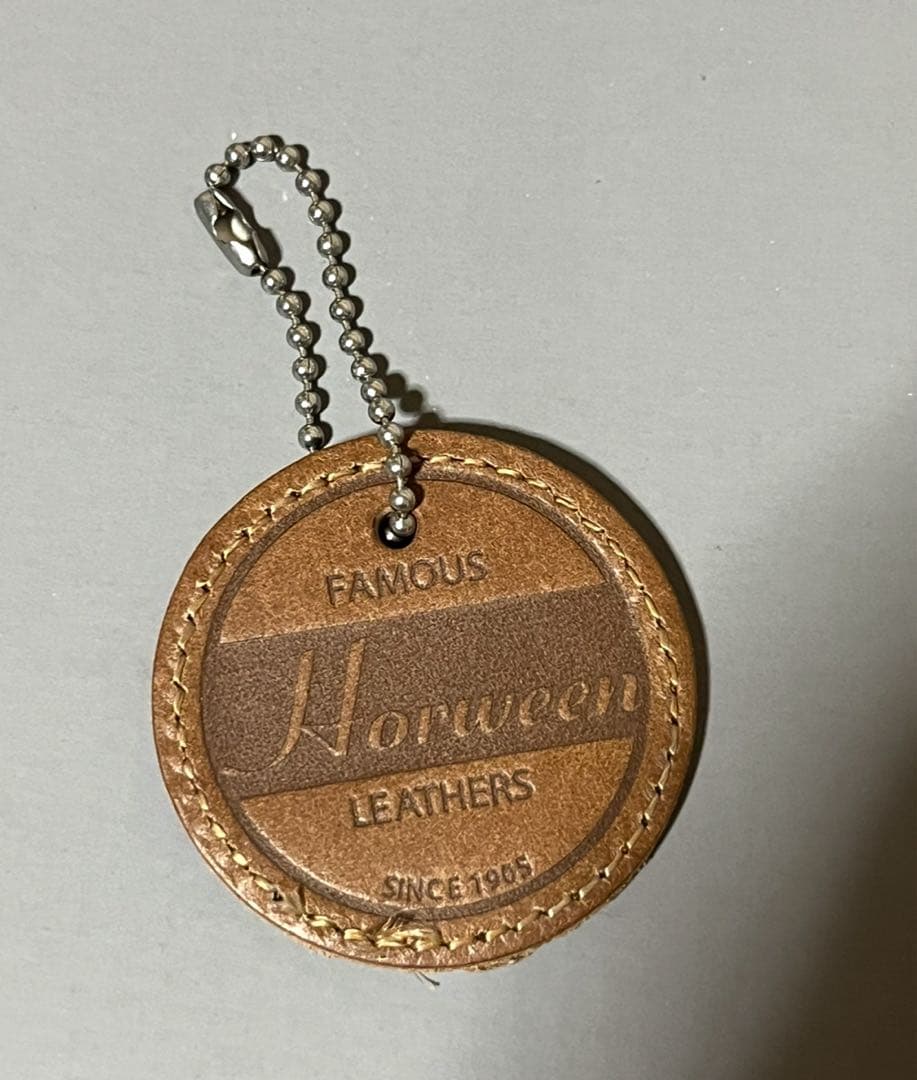 FAMOUS
Horween
LEATHERS
SINCE 1905